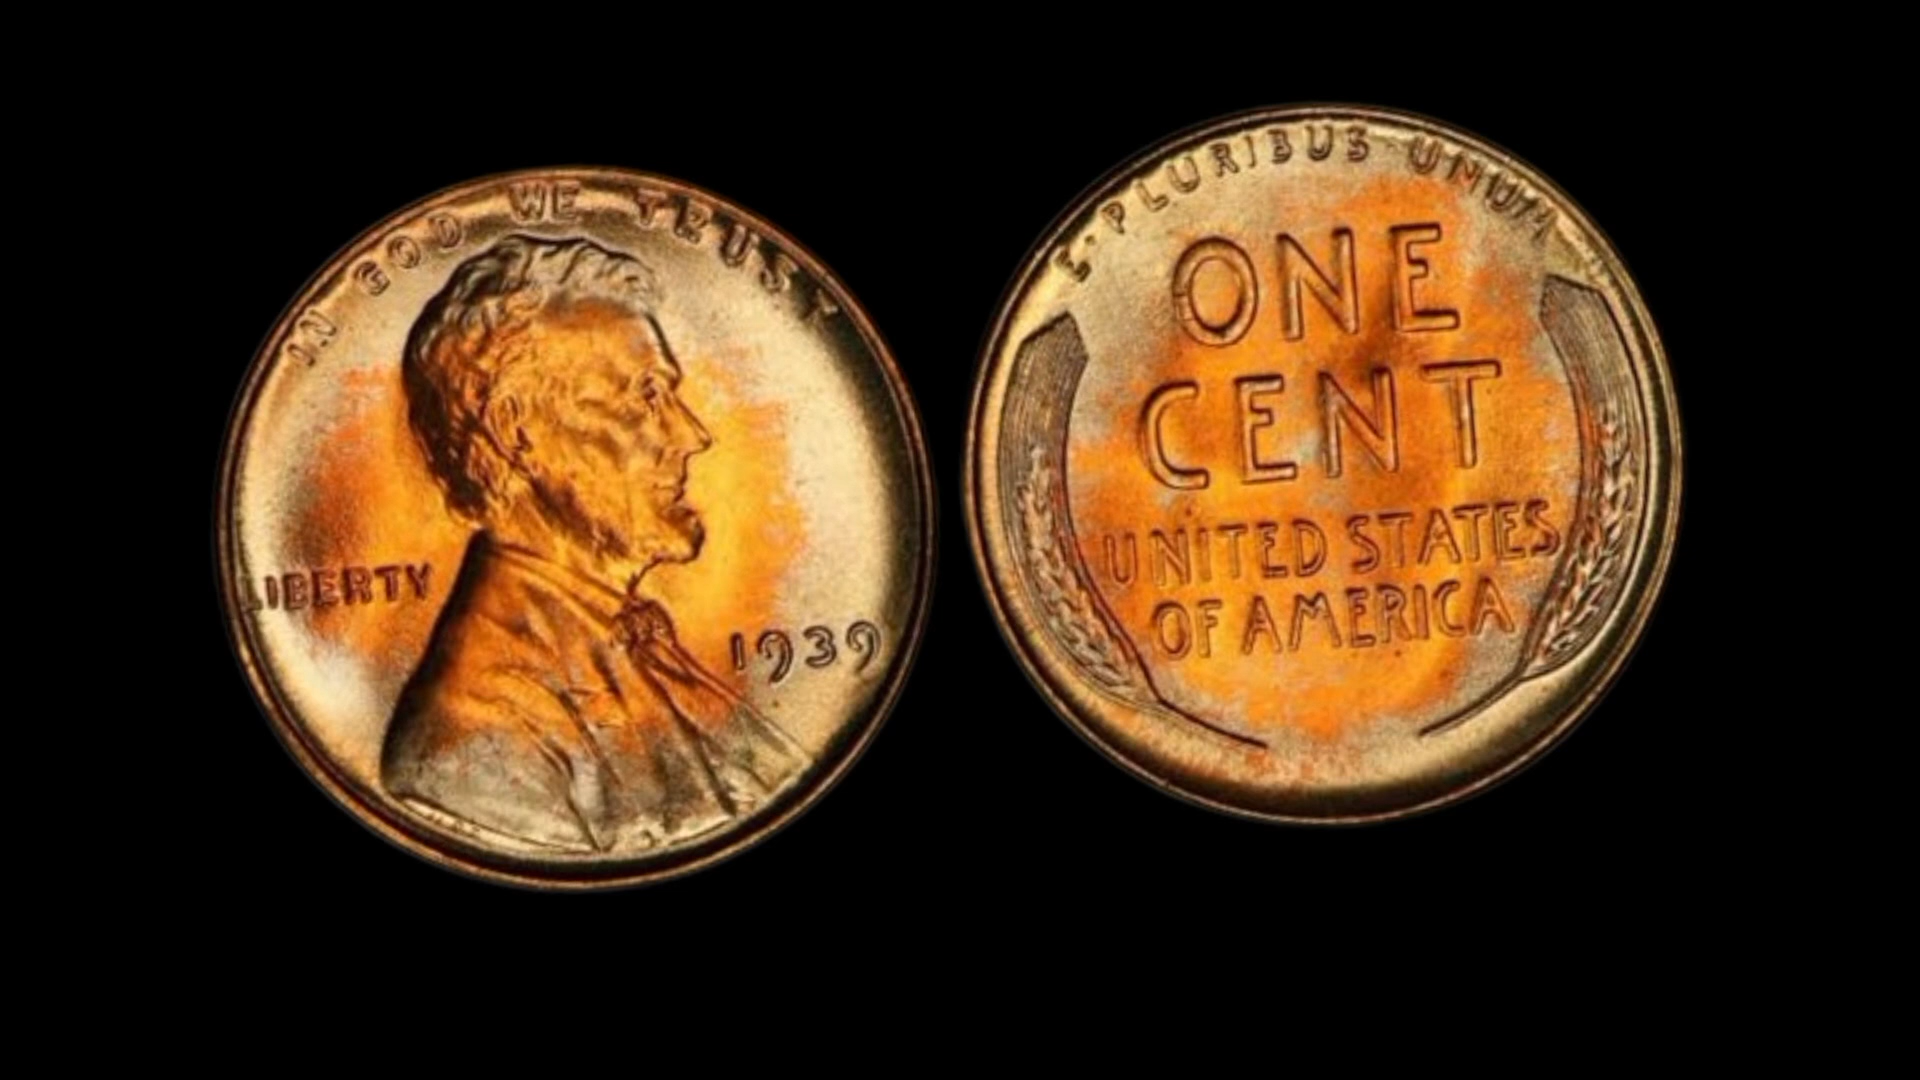 IN GOD WE TRUST
LIBERTY
1939
E·PLURIBUS·UNUM
ONE
CENT
UNITED STATES
OF AMERICA